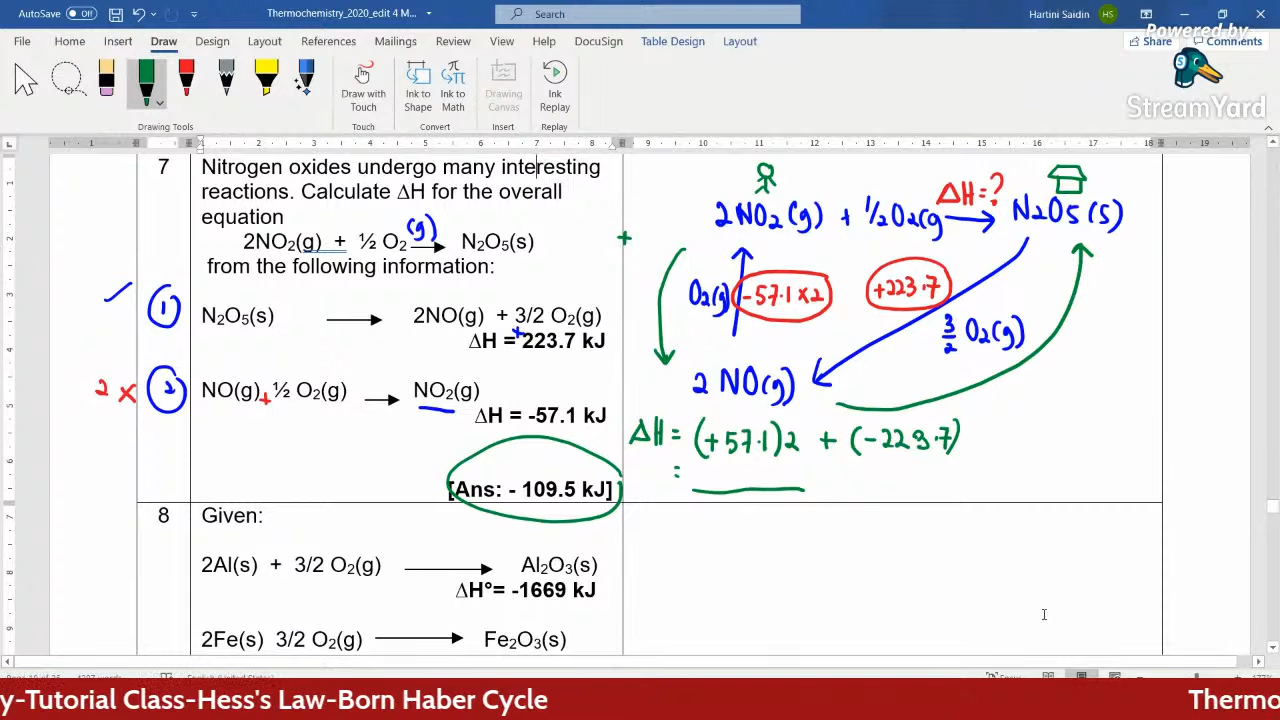 AutoSave Off
Thermochemistry_2020_edit 4 M...
Search
Hartini Saidin HS
File Home Insert Draw Design Layout References Mailings Review View Help DocuSign Table Design Layout
Share Comments
Powered by
StreamYard
Draw with Touch
Ink to Shape
Ink to Math
Drawing Canvas
Ink Replay
Drawing Tools Touch Convert Insert Replay
7 Nitrogen oxides undergo many interesting
reactions. Calculate ∆H for the overall
equation
(g)
2NO2(g) + ½ O2 → N2O5(s)
from the following information:
1 N2O5(s) → 2NO(g) + 3/2 O2(g)
∆H = +223.7 kJ
2 × 2 NO(g) + ½ O2(g) → NO2(g)
∆H = -57.1 kJ
[Ans: - 109.5 kJ]
ΔH=?
2NO2(g) + ½O2(g → N2O5(s)
+
O2(g) -57.1 x 2 +223.7
3/2 O2(g)
2 NO(g)
ΔH = (+57.1)2 + (-223.7)
=
8 Given:
2Al(s) + 3/2 O2(g) → Al2O3(s)
∆H°= -1669 kJ
2Fe(s) 3/2 O2(g) → Fe2O3(s)
y-Tutorial Class-Hess's Law-Born Haber Cycle
Thermo